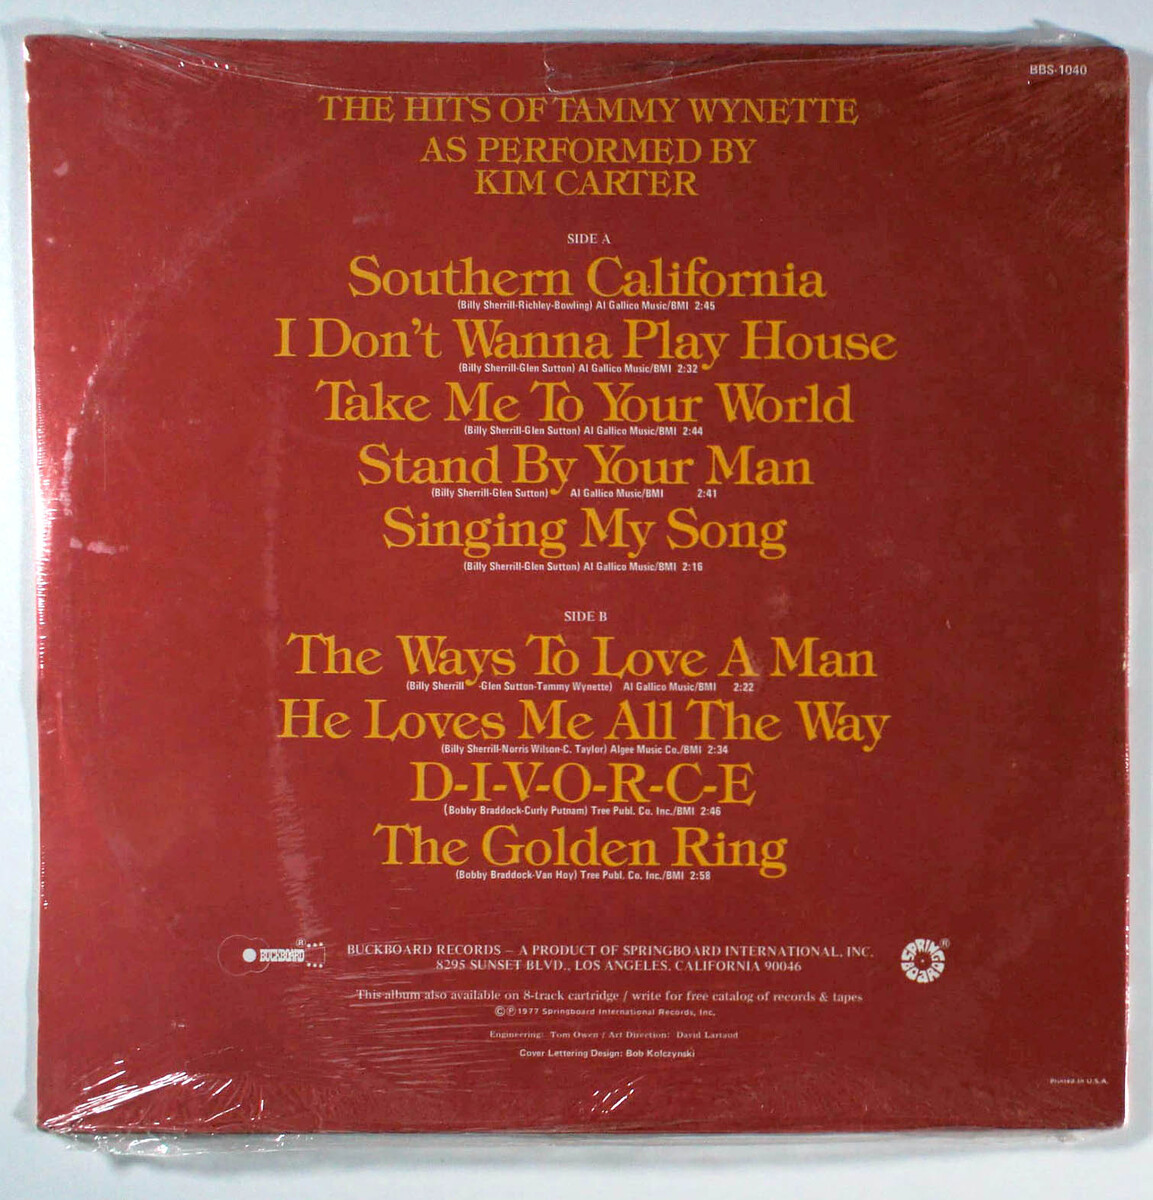 BBS-1040
THE HITS OF TAMMY WYNETTE
AS PERFORMED BY
KIM CARTER
SIDE A
Southern California
(Billy Sherrill-Richley-Bowling) Al Gallico Music/BMI 2:45
I Don't Wanna Play House
(Billy Sherrill-Glen Sutton) Al Gallico Music/BMI 2:32
Take Me To Your World
(Billy Sherrill-Glen Sutton) Al Gallico Music/BMI 2:44
Stand By Your Man
(Billy Sherrill-Glen Sutton) Al Gallico Music/BMI 2:41
Singing My Song
(Billy Sherrill-Glen Sutton) Al Gallico Music/BMI 2:16
SIDE B
The Ways To Love A Man
(Billy Sherrill -Glen Sutton-Tammy Wynette) Al Gallico Music/BMI 2:22
He Loves Me All The Way
(Billy Sherrill-Norris Wilson-C. Taylor) Algee Music Co./BMI 2:34
D-I-V-O-R-C-E
(Bobby Braddock-Curly Putnam) Tree Publ. Co. Inc./BMI 2:46
The Golden Ring
(Bobby Braddock-Van Hoy) Tree Publ. Co. Inc./BMI 2:58
BUCKBOARD ®
BUCKBOARD RECORDS – A PRODUCT OF SPRINGBOARD INTERNATIONAL, INC.
8295 SUNSET BLVD., LOS ANGELES, CALIFORNIA 90046
SPRING BOARD ®
This album also available on 8-track cartridge / write for free catalog of records & tapes
©℗1977 Springboard International Records, Inc.
Engineering: Tom Owen / Art Direction: David Lartaud
Cover Lettering Design: Bob Kolczynski
Printed in U.S.A.